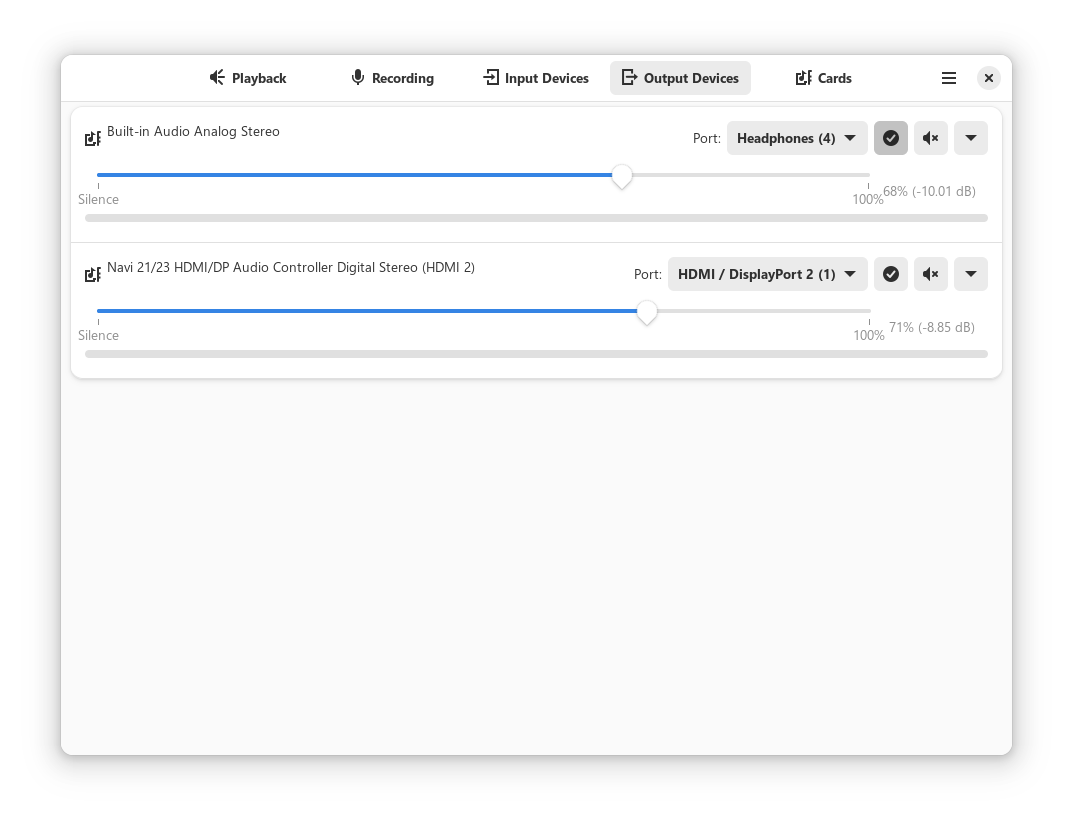 Playback Recording Input Devices Output Devices Cards
Built-in Audio Analog Stereo Port: Headphones (4)
Silence 100% 68% (-10.01 dB)
Navi 21/23 HDMI/DP Audio Controller Digital Stereo (HDMI 2) Port: HDMI / DisplayPort 2 (1)
Silence 100% 71% (-8.85 dB)